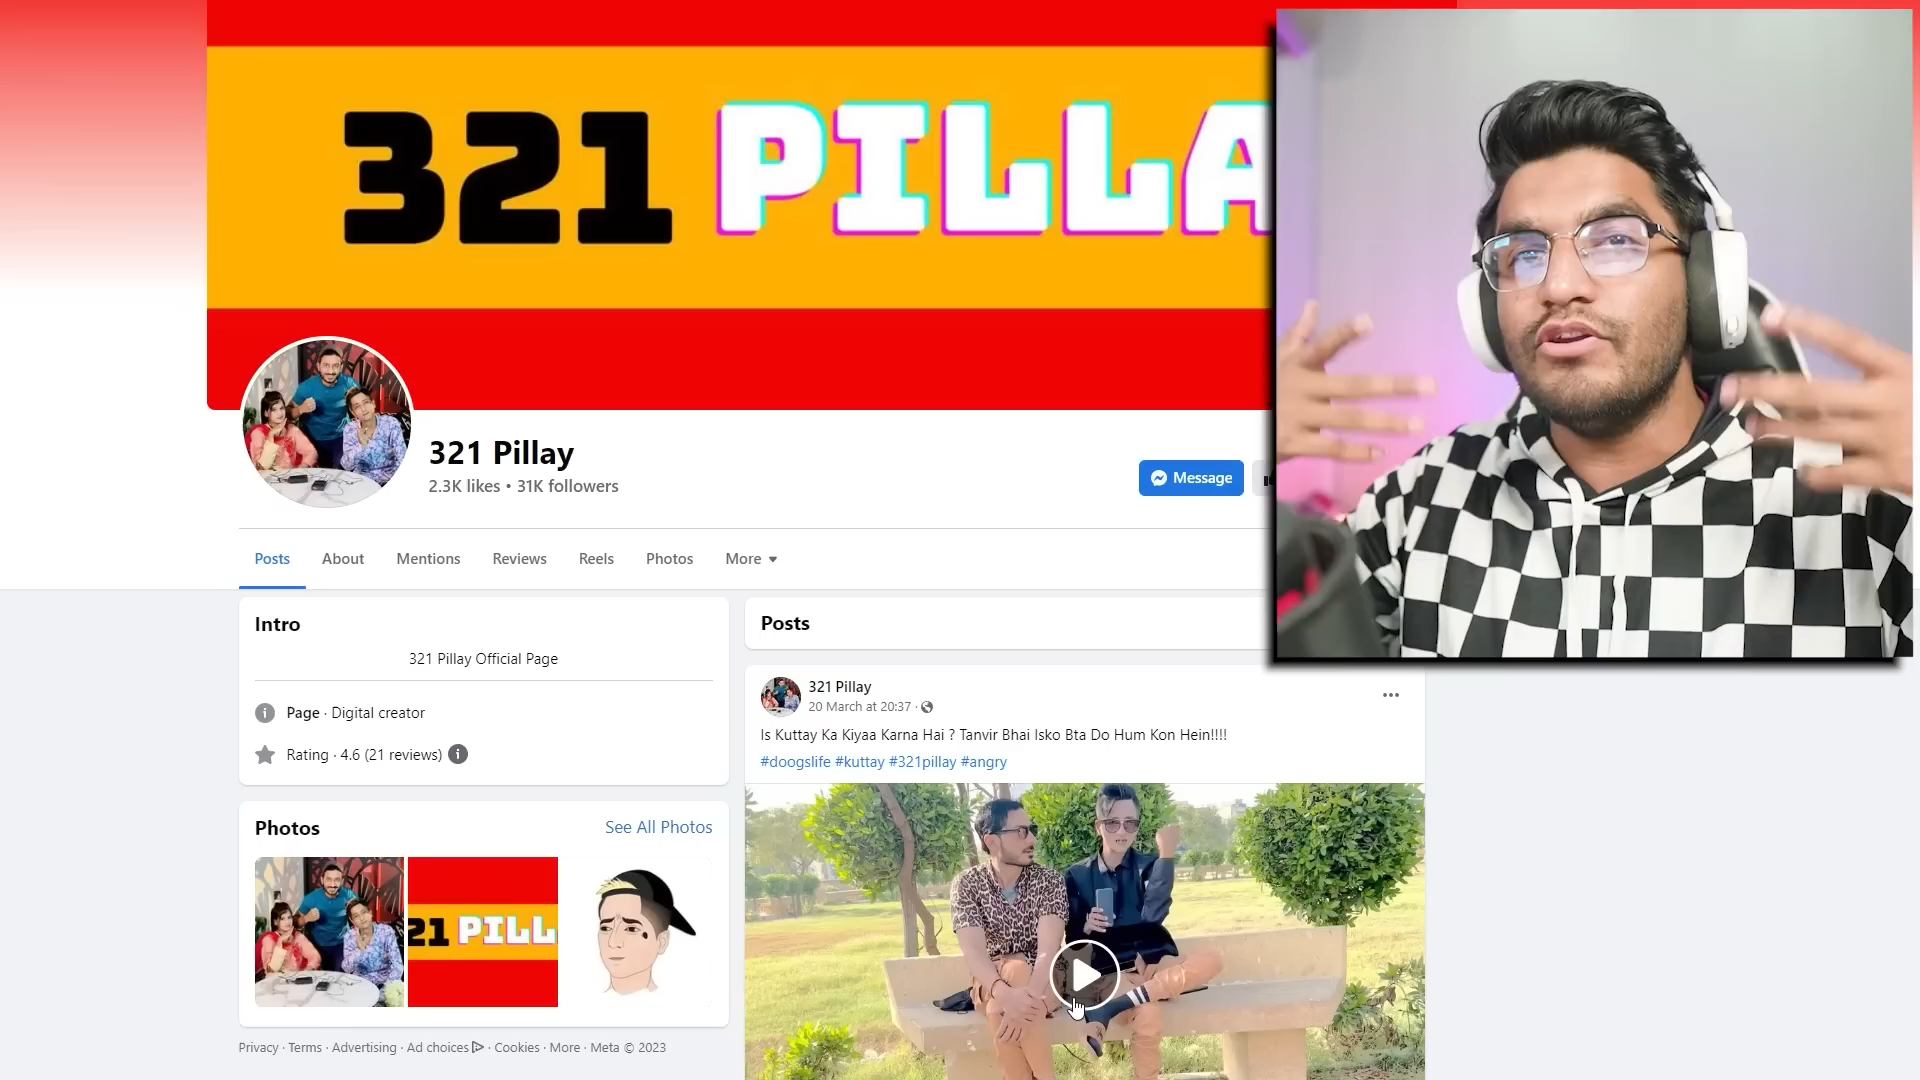 321 PILLA
321 Pillay
2.3K likes • 31K followers
Message
Posts
About
Mentions
Reviews
Reels
Photos
More
Intro
321 Pillay Official Page
Page · Digital creator
Rating · 4.6 (21 reviews)
Photos
See All Photos
21 PILL
Privacy · Terms · Advertising · Ad choices · Cookies · More · Meta © 2023
Posts
321 Pillay
20 March at 20:37 ·
Is Kuttay Ka Kiyaa Karna Hai ? Tanvir Bhai Isko Bta Do Hum Kon Hein!!!!
#doogslife #kuttay #321pillay #angry